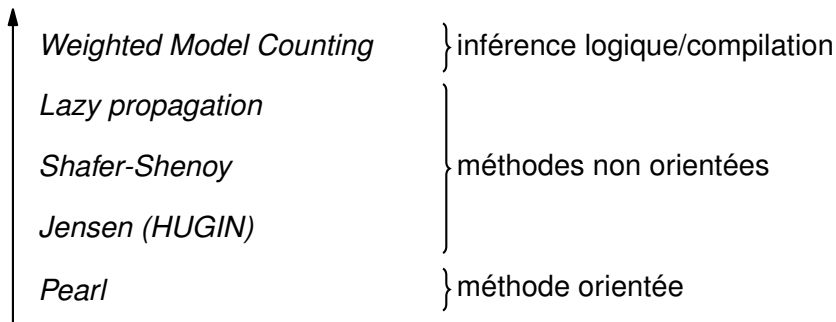 Weighted Model Counting
inférence logique/compilation
Lazy propagation
Shafer-Shenoy
méthodes non orientées
Jensen (HUGIN)
Pearl
méthode orientée